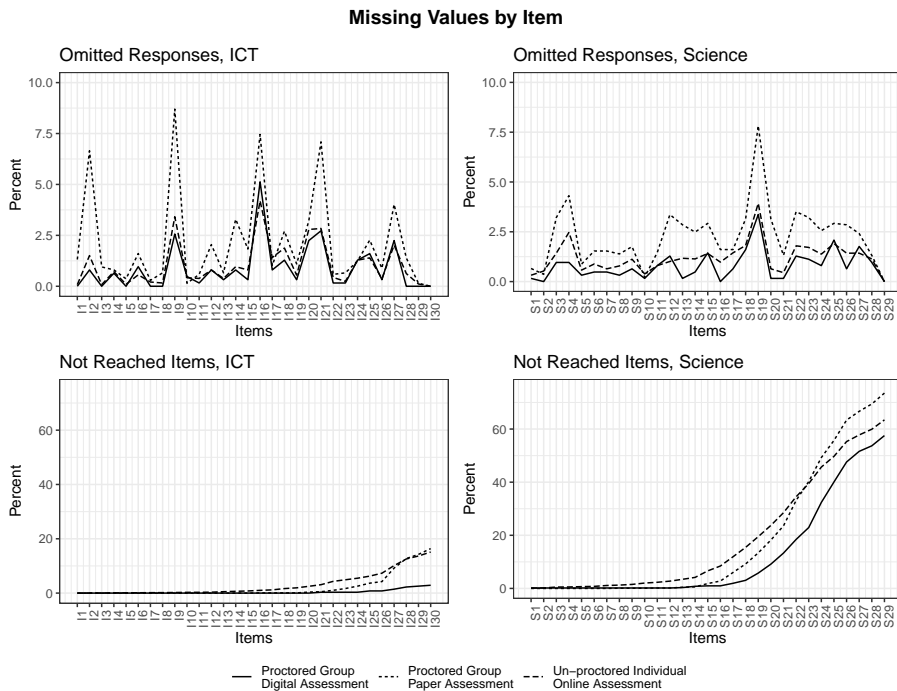 Missing Values by Item
Omitted Responses, ICT
Omitted Responses, Science
10.0
7.5
5.0
2.5
0.0
Percent
I1 I2 I3 I4 I5 I6 I7 I8 I9 I10 I11 I12 I13 I14 I15 I16 I17 I18 I19 I20 I21 I22 I23 I24 I25 I26 I27 I28 I29 I30
Items
10.0
7.5
5.0
2.5
0.0
Percent
S1 S2 S3 S4 S5 S6 S7 S8 S9 S10 S11 S12 S13 S14 S15 S16 S17 S18 S19 S20 S21 S22 S23 S24 S25 S26 S27 S28 S29
Items
Not Reached Items, ICT
Not Reached Items, Science
60
40
20
0
Percent
I1 I2 I3 I4 I5 I6 I7 I8 I9 I10 I11 I12 I13 I14 I15 I16 I17 I18 I19 I20 I21 I22 I23 I24 I25 I26 I27 I28 I29 I30
Items
60
40
20
0
Percent
S1 S2 S3 S4 S5 S6 S7 S8 S9 S10 S11 S12 S13 S14 S15 S16 S17 S18 S19 S20 S21 S22 S23 S24 S25 S26 S27 S28 S29
Items
Proctored Group
Digital Assessment
Proctored Group
Paper Assessment
Un−proctored Individual
Online Assessment